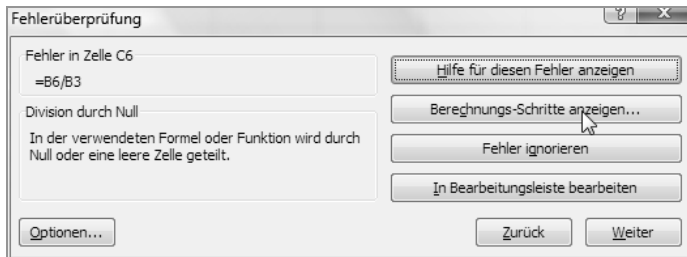 Fehlerüberprüfung
Fehler in Zelle C6
=B6/B3
Division durch Null
In der verwendeten Formel oder Funktion wird durch
Null oder eine leere Zelle geteilt.
Hilfe für diesen Fehler anzeigen
Berechnungs-Schritte anzeigen...
Fehler ignorieren
In Bearbeitungsleiste bearbeiten
Optionen...
Zurück
Weiter